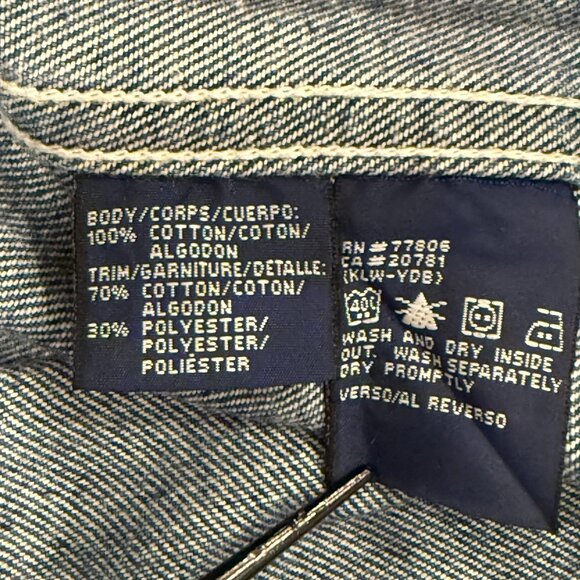 BODY/CORPS/CUERPO:
100% COTTON/COTON/
ALGODON
TRIM/GARNITURE/DETALLE:
70% COTTON/COTON/
ALGODON
30% POLYESTER/
POLYESTER/
POLIÉSTER
RN #77806
CA #20781
(KLW-YDB)
40C
WASH AND DRY INSIDE
OUT. WASH SEPARATELY
DRY PROMPTLY
VERSO/AL REVERSO